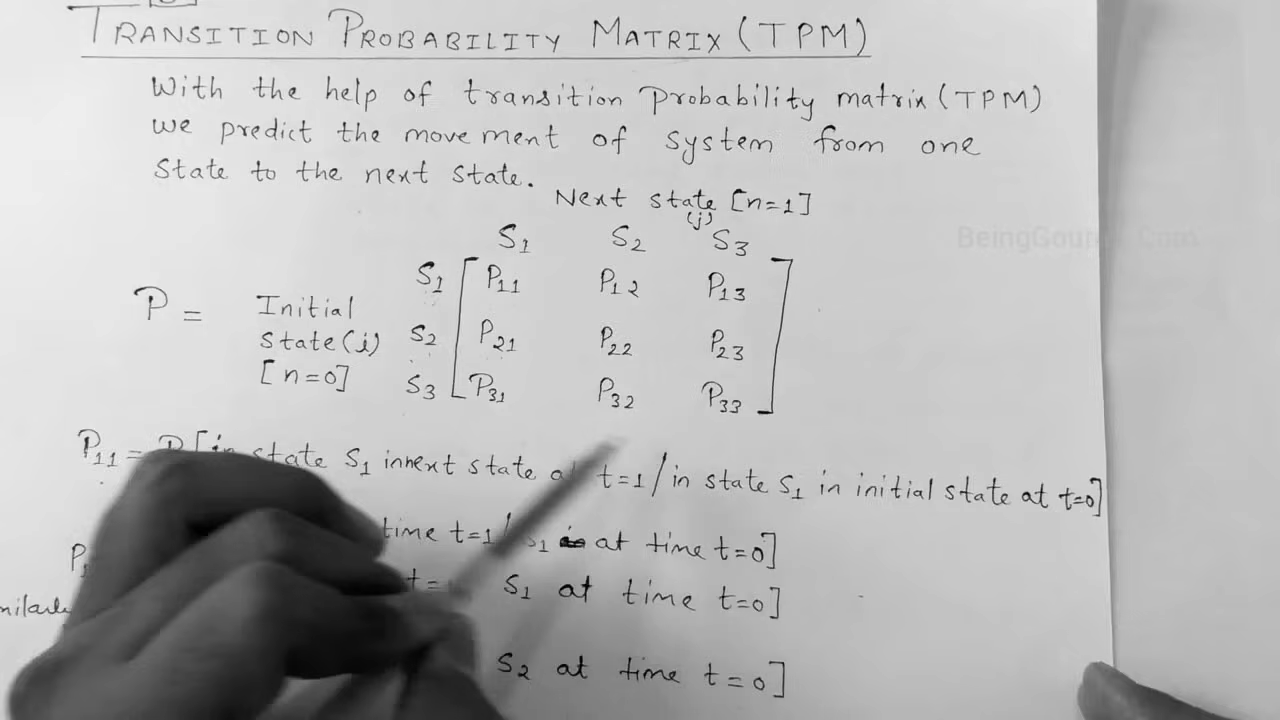 TRANSITION PROBABILITY MATRIX (TPM)
With the help of transition probability matrix (TPM)
we predict the movement of system from one
state to the next state.
Next state [n=1]
(j)
S1 S2 S3
S1 P11 P12 P13
P = Initial state (i) [n=0]
S2 P21 P22 P23
S3 P31 P32 P33
P11 = P[in state S1 in next state at t=1/in state S1 in initial state at t=0]
time t=1/S1 at time t=0]
t= S1 at time t=0]
S2 at time t=0]